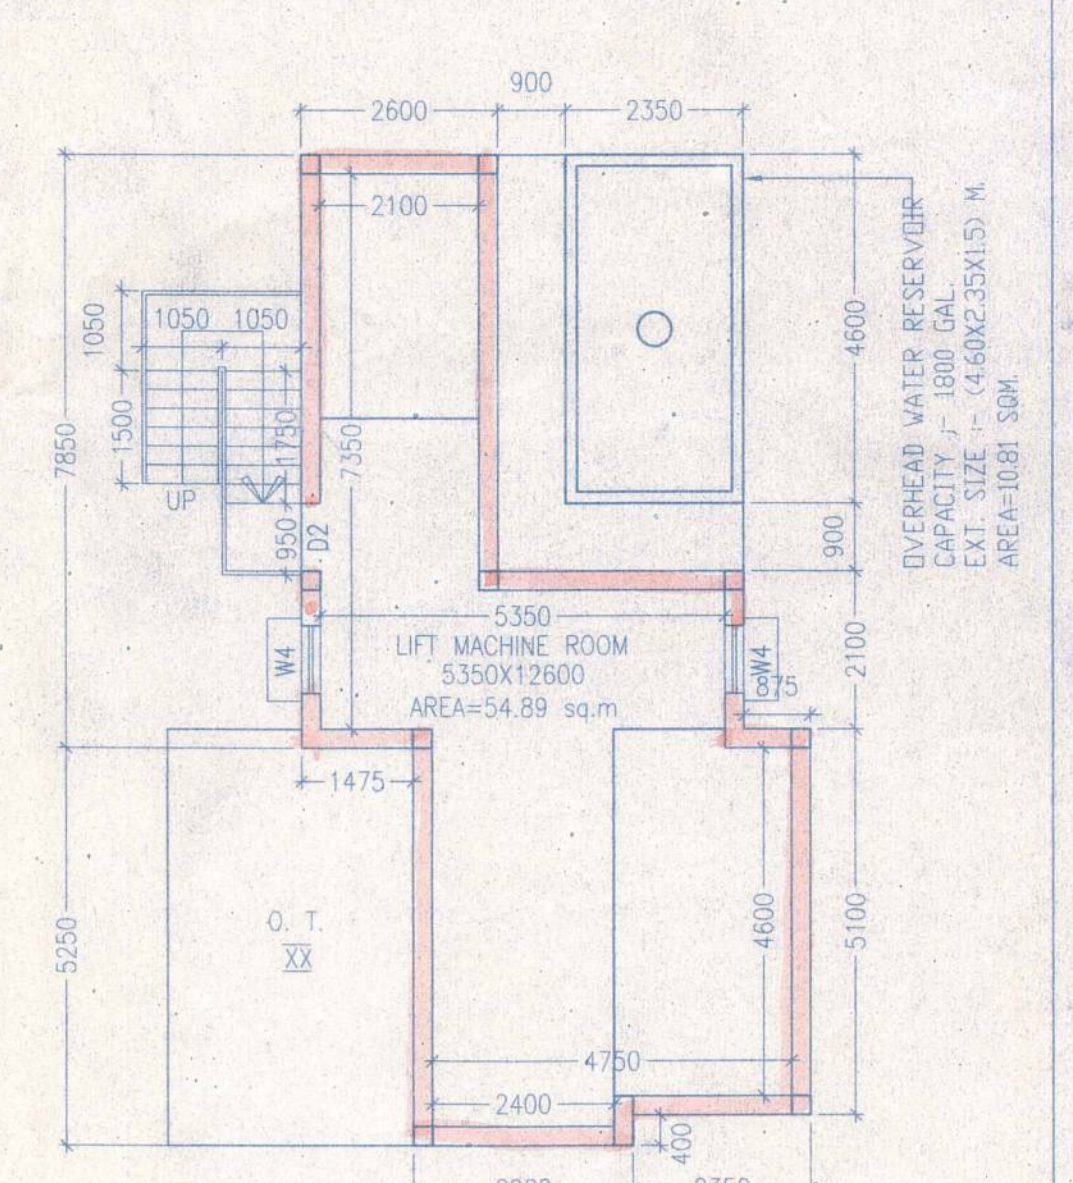 900
2600
2350
2100
1050
1050
1050
4600
OVERHEAD WATER RESERVOIR
CAPACITY ;- 1800 GAL.
EXT. SIZE :- (4.60X2.35X1.5) M.
AREA=10.81 SQM.
7850
1500
1750
7350
UP
950
D2
900
5350
LIFT MACHINE ROOM
5350X12600
AREA=54.89 sq.m
W4
W4
2100
875
1475
O. T.
XX
5250
4600
5100
4750
2400
400